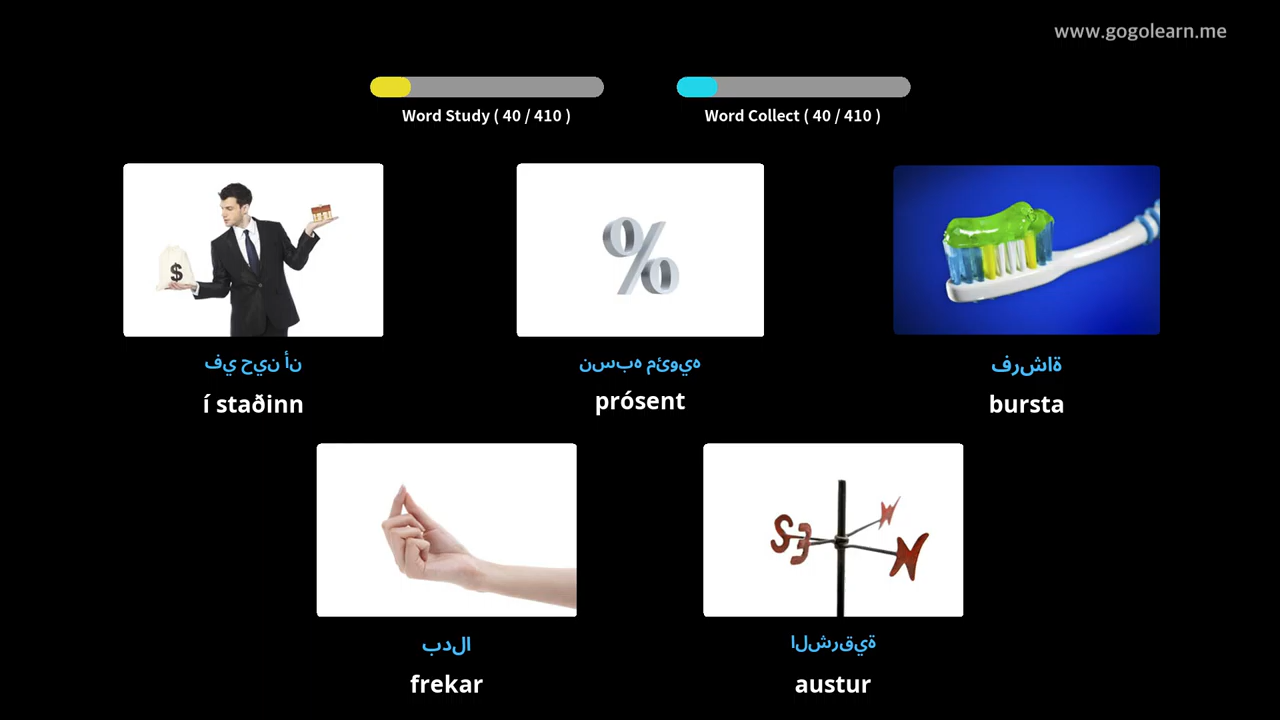 www.gogolearn.me
Word Study ( 40 / 410 )
Word Collect ( 40 / 410 )
في حين أن
í staðinn
نسبه مئويه
prósent
فرشاة
bursta
بدلا
frekar
الشرقية
austur